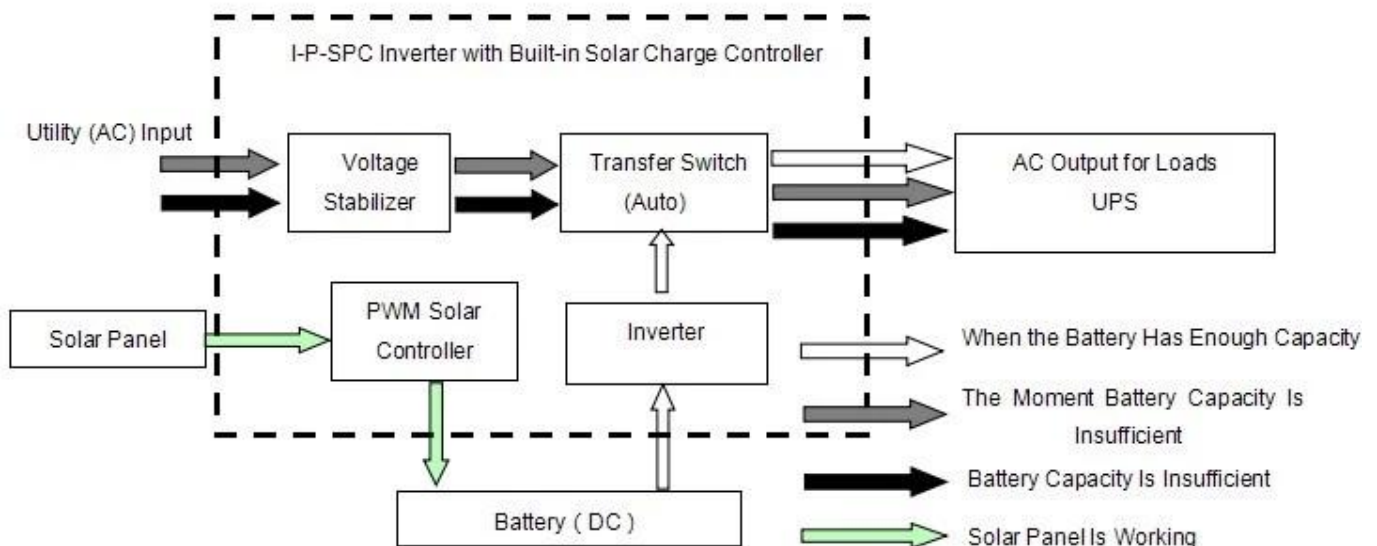 I-P-SPC Inverter with Built-in Solar Charge Controller
Utility (AC) Input
Voltage
Stabilizer
Transfer Switch
(Auto)
AC Output for Loads
UPS
Solar Panel
PWM Solar
Controller
Inverter
Battery ( DC )
When the Battery Has Enough Capacity
The Moment Battery Capacity Is
Insufficient
Battery Capacity Is Insufficient
Solar Panel Is Working